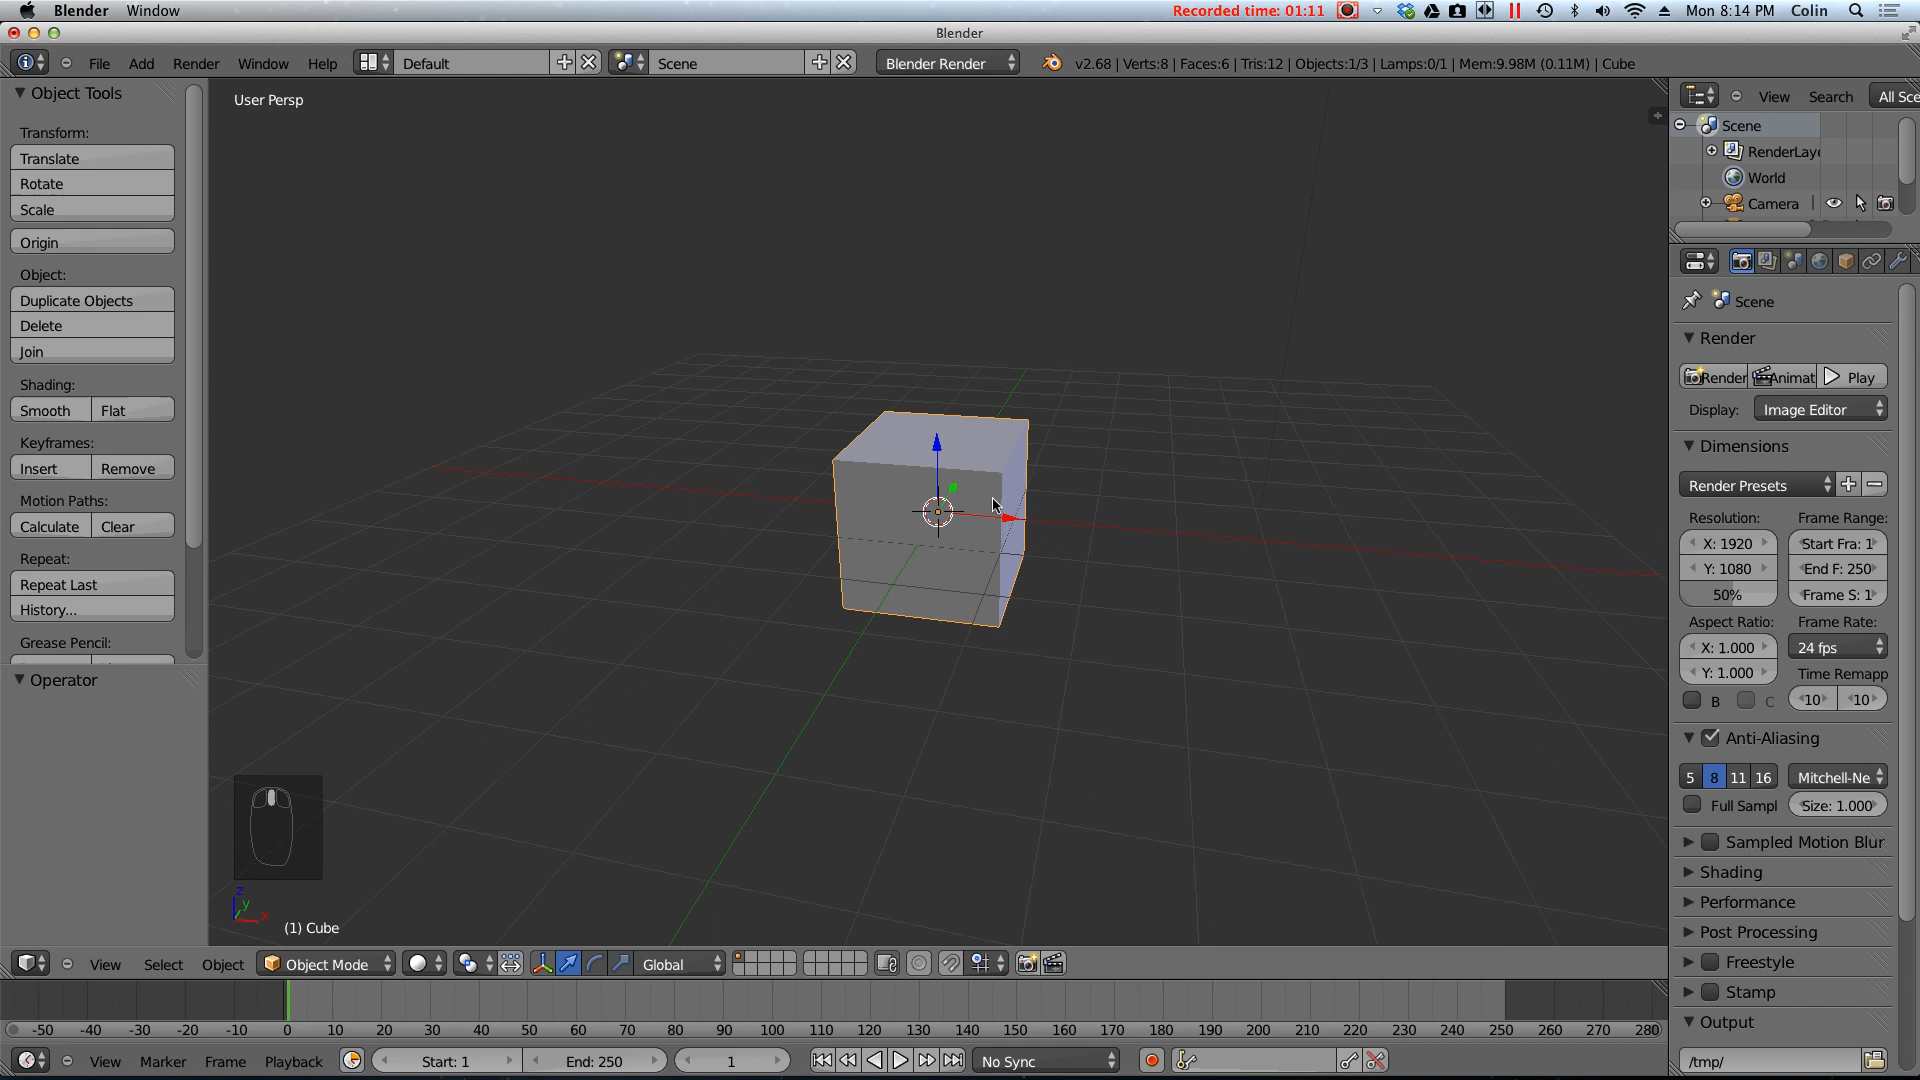 Blender Window Recorded time: 01:11 Mon 8:14 PM Colin
Blender
File Add Render Window Help Default Scene Blender Render v2.68 | Verts:8 | Faces:6 | Tris:12 | Objects:1/3 | Lamps:0/1 | Mem:9.98M (0.11M) | Cube
Object Tools
Transform:
Translate
Rotate
Scale
Origin
Object:
Duplicate Objects
Delete
Join
Shading:
Smooth Flat
Keyframes:
Insert Remove
Motion Paths:
Calculate Clear
Repeat:
Repeat Last
History...
Grease Pencil:
Operator
User Persp
z
y
x
(1) Cube
View Search All Sce
Scene
RenderLaye
World
Camera
Scene
Render
Render Animat Play
Display: Image Editor
Dimensions
Render Presets
Resolution: Frame Range:
X: 1920 Start Fra: 1
Y: 1080 End F: 250
50% Frame S: 1
Aspect Ratio: Frame Rate:
X: 1.000 24 fps
Y: 1.000 Time Remapp
B C 10 10
Anti-Aliasing
5 8 11 16 Mitchell-Ne
Full Sampl Size: 1.000
Sampled Motion Blur
Shading
Performance
Post Processing
Freestyle
Stamp
Output
/tmp/
View Select Object Object Mode Global
-50 -40 -30 -20 -10 0 10 20 30 40 50 60 70 80 90 100 110 120 130 140 150 160 170 180 190 200 210 220 230 240 250 260 270 280
View Marker Frame Playback Start: 1 End: 250 1 No Sync